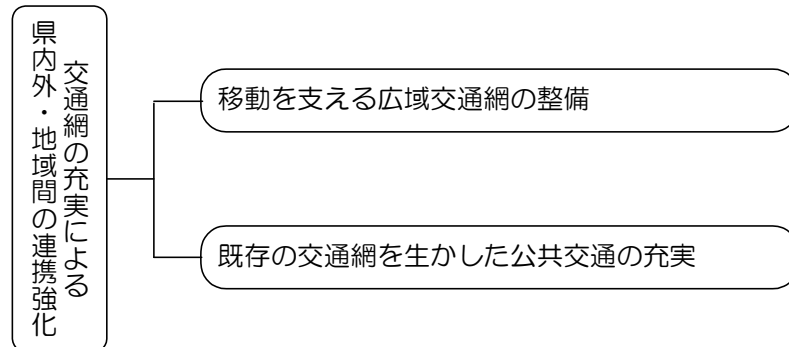 交通網の充実による
県内外・地域間の連携強化
移動を支える広域交通網の整備
既存の交通網を生かした公共交通の充実